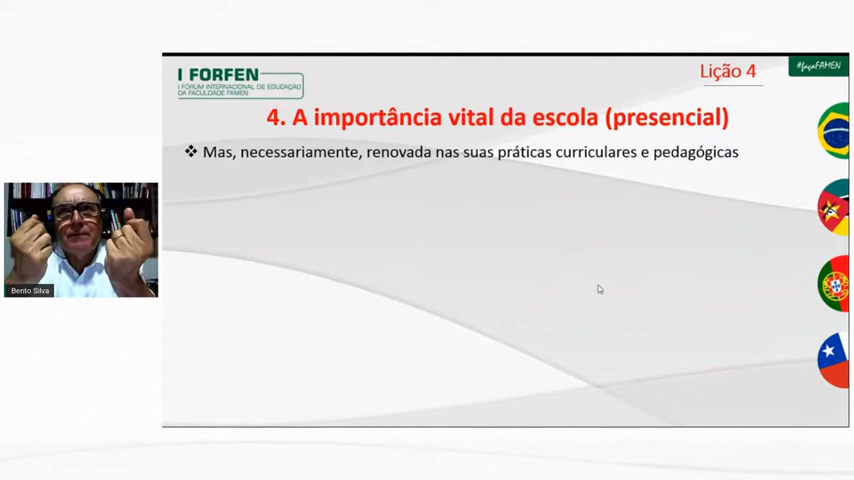 I FORFEN
I FORUM INTERNACIONAL DE EDUCAÇÃO
DA FACULDADE FAMEN
Lição 4
#façaFAMEN
4. A importância vital da escola (presencial)
❖ Mas, necessariamente, renovada nas suas práticas curriculares e pedagógicas
Bento Silva